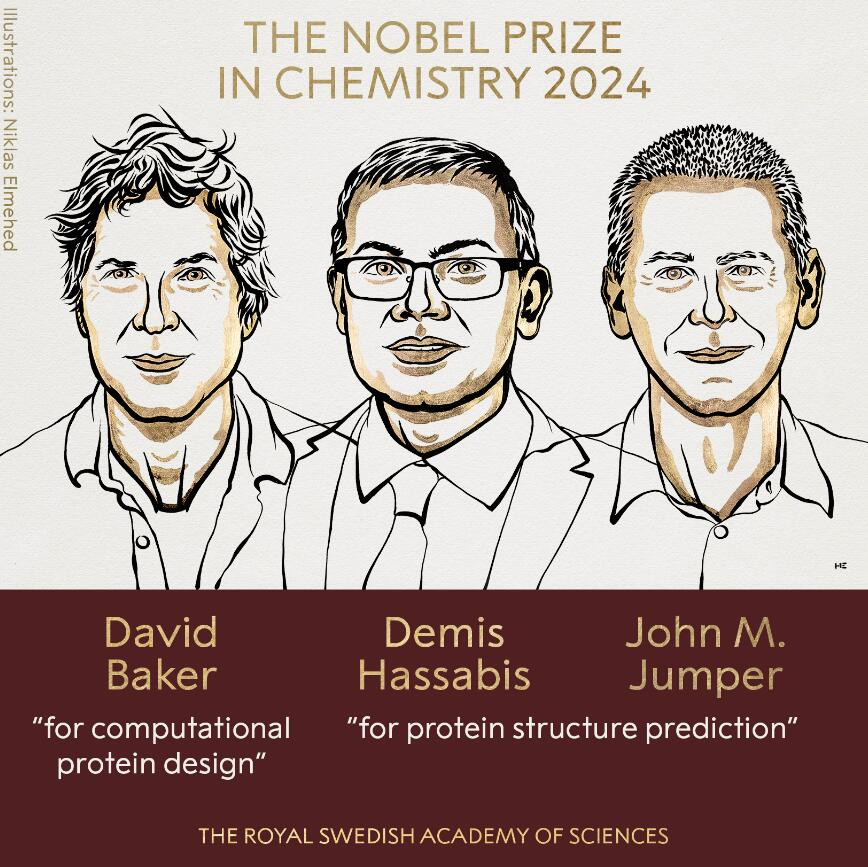 Illustrations: Niklas Elmehed
THE NOBEL PRIZE
IN CHEMISTRY 2024
HE
David
Baker
"for computational
protein design"
Demis
Hassabis
John M.
Jumper
"for protein structure prediction"
THE ROYAL SWEDISH ACADEMY OF SCIENCES